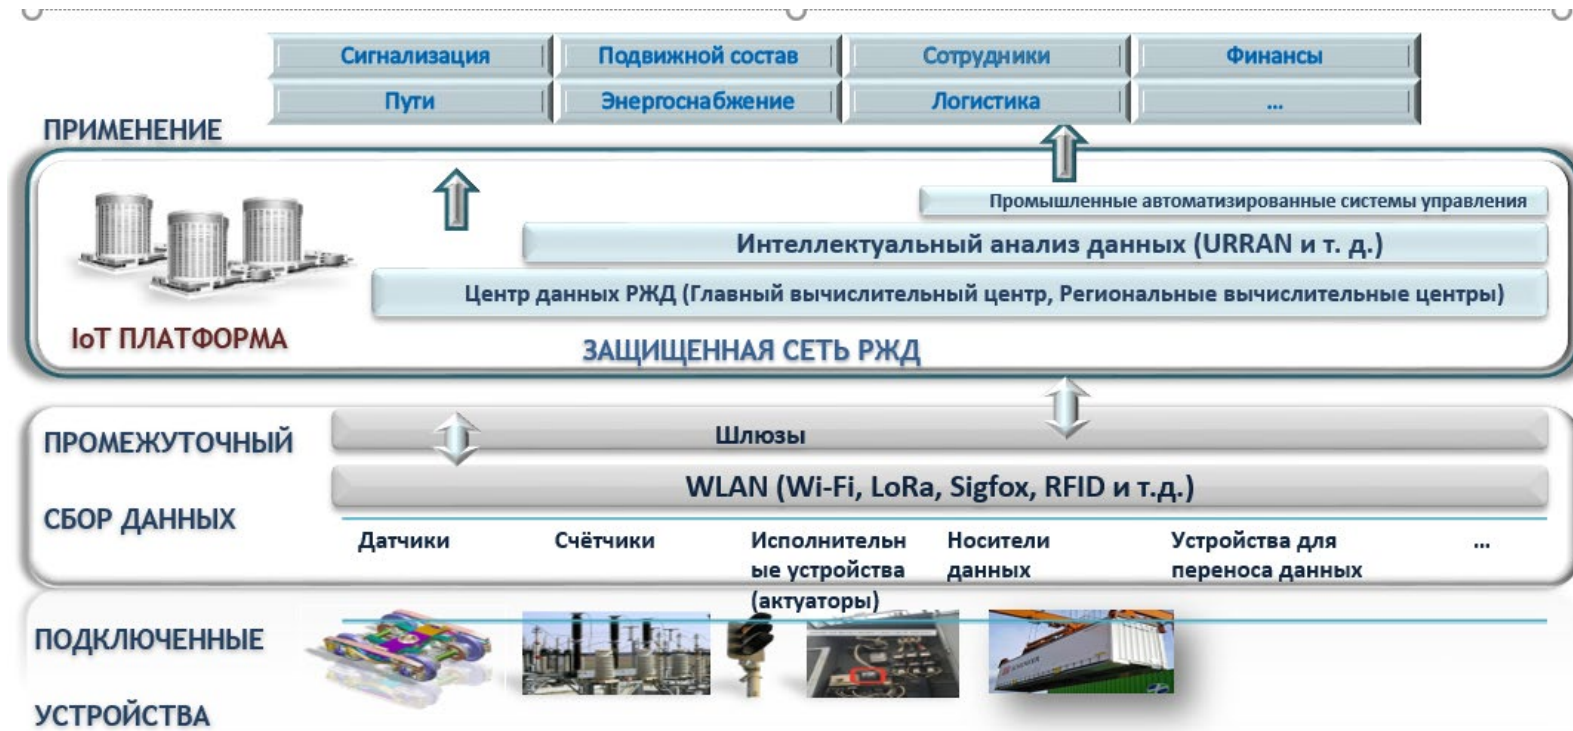 Сигнализация
Подвижной состав
Сотрудники
Финансы
Пути
Энергоснабжение
Логистика
...
ПРИМЕНЕНИЕ
Промышленные автоматизированные системы управления
Интеллектуальный анализ данных (URRAN и т. д.)
Центр данных РЖД (Главный вычислительный центр, Региональные вычислительные центры)
IoT ПЛАТФОРМА
ЗАЩИЩЕННАЯ СЕТЬ РЖД
ПРОМЕЖУТОЧНЫЙ
СБОР ДАННЫХ
Шлюзы
WLAN (Wi-Fi, LoRa, Sigfox, RFID и т.д.)
Датчики
Счётчики
Исполнительн
ые устройства
(актуаторы)
Носители
данных
Устройства для
переноса данных
...
ПОДКЛЮЧЕННЫЕ
УСТРОЙСТВА